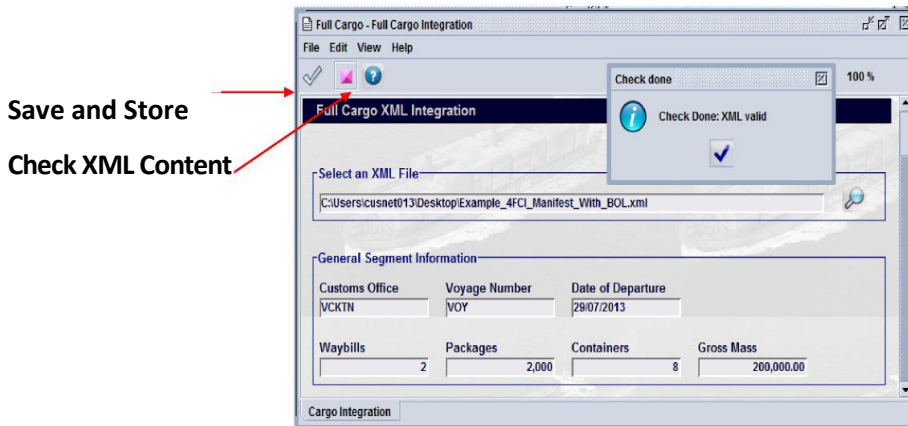 Full Cargo - Full Cargo Integration
File Edit View Help
Check done
100 %
Save and Store
Full Cargo XML Integration
Check Done: XML valid
Check XML Content
Select an XML File
C:\Users\cusnet013\Desktop\Example_4FCI_Manifest_With_BOL.xml
General Segment Information
Customs Office Voyage Number Date of Departure
VCKTN VOY 29/07/2013
Waybills Packages Containers Gross Mass
2 2,000 8 200,000.00
Cargo Integration